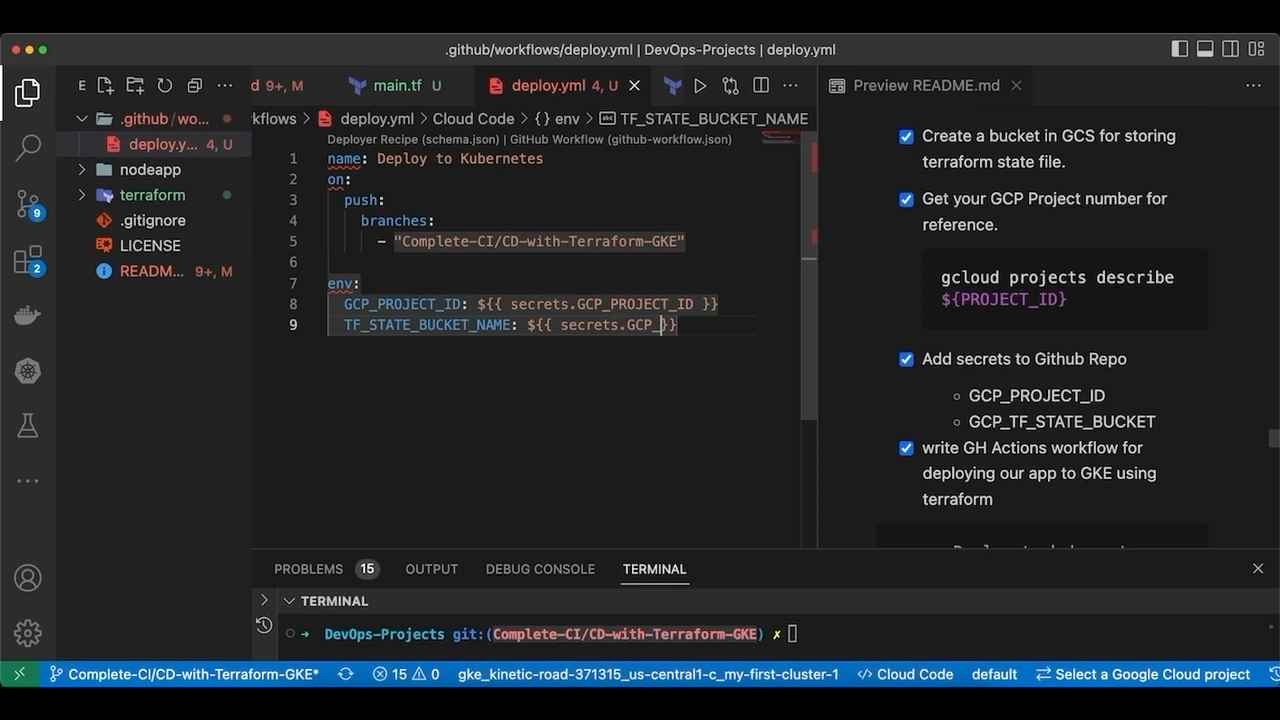 .github/workflows/deploy.yml | DevOps-Projects | deploy.yml
E
d 9+, M
main.tf U
deploy.yml 4, U
Preview README.md
.github/wo...
deploy.y... 4, U
nodeapp
terraform
.gitignore
LICENSE
READM... 9+, M
9
2
kflows > deploy.yml > Cloud Code > {} env > TF_STATE_BUCKET_NAME
Deployer Recipe (schema.json) | GitHub Workflow (github-workflow.json)
1 name: Deploy to Kubernetes
2 on:
3 push:
4 branches:
5 - "Complete-CI/CD-with-Terraform-GKE"
6
7 env:
8 GCP_PROJECT_ID: ${{ secrets.GCP_PROJECT_ID }}
9 TF_STATE_BUCKET_NAME: ${{ secrets.GCP_}}
Create a bucket in GCS for storing
terraform state file.
Get your GCP Project number for
reference.
gcloud projects describe
${PROJECT_ID}
Add secrets to Github Repo
GCP_PROJECT_ID
GCP_TF_STATE_BUCKET
write GH Actions workflow for
deploying our app to GKE using
terraform
PROBLEMS 15 OUTPUT DEBUG CONSOLE TERMINAL
TERMINAL
DevOps-Projects git:(Complete-CI/CD-with-Terraform-GKE) ✗
Complete-CI/CD-with-Terraform-GKE* 15 0 gke_kinetic-road-371315_us-central1-c_my-first-cluster-1 Cloud Code default Select a Google Cloud project